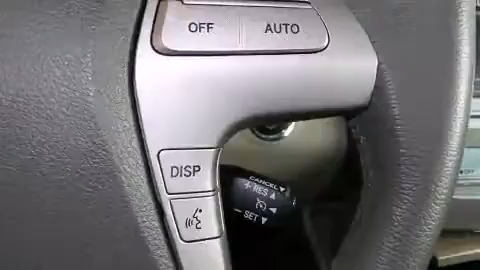 OFF AUTO
DISP
CANCEL▼
+ RES▲
− SET▼